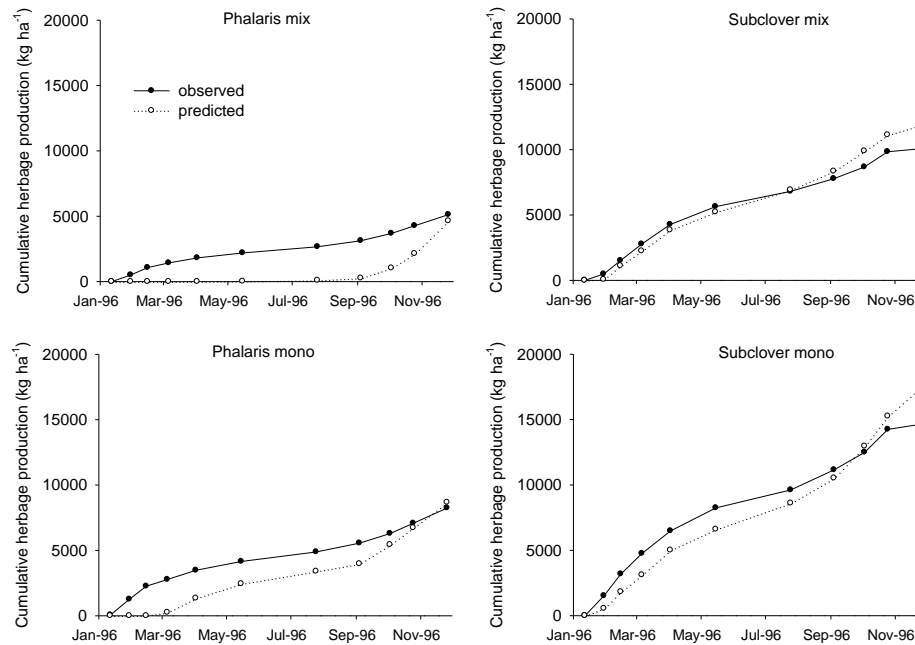 Phalaris mix
Cumulative herbage production (kg ha⁻¹)
20000
15000
10000
5000
0
observed
predicted
Jan-96 Mar-96 May-96 Jul-96 Sep-96 Nov-96
Subclover mix
Cumulative herbage production (kg ha⁻¹)
20000
15000
10000
5000
0
Jan-96 Mar-96 May-96 Jul-96 Sep-96 Nov-96
Phalaris mono
Cumulative herbage production (kg ha⁻¹)
20000
15000
10000
5000
0
Jan-96 Mar-96 May-96 Jul-96 Sep-96 Nov-96
Subclover mono
Cumulative herbage production (kg ha⁻¹)
20000
15000
10000
5000
0
Jan-96 Mar-96 May-96 Jul-96 Sep-96 Nov-96